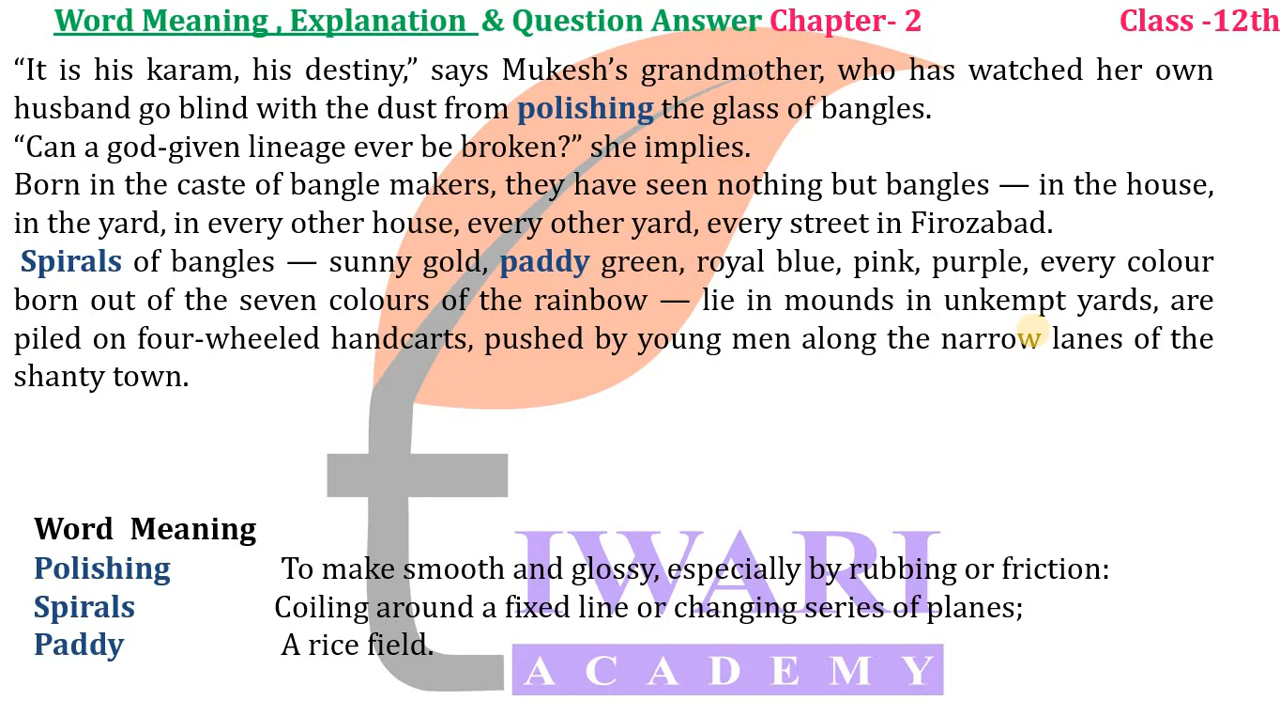 Word Meaning , Explanation & Question Answer Chapter- 2 Class -12th
“It is his karam, his destiny,” says Mukesh’s grandmother, who has watched her own
husband go blind with the dust from polishing the glass of bangles.
“Can a god-given lineage ever be broken?” she implies.
Born in the caste of bangle makers, they have seen nothing but bangles — in the house,
in the yard, in every other house, every other yard, every street in Firozabad.
Spirals of bangles — sunny gold, paddy green, royal blue, pink, purple, every colour
born out of the seven colours of the rainbow — lie in mounds in unkempt yards, are
piled on four-wheeled handcarts, pushed by young men along the narrow lanes of the
shanty town.
Word Meaning
Polishing To make smooth and glossy, especially by rubbing or friction:
Spirals Coiling around a fixed line or changing series of planes;
Paddy A rice field.
tIWARI
ACADEMY